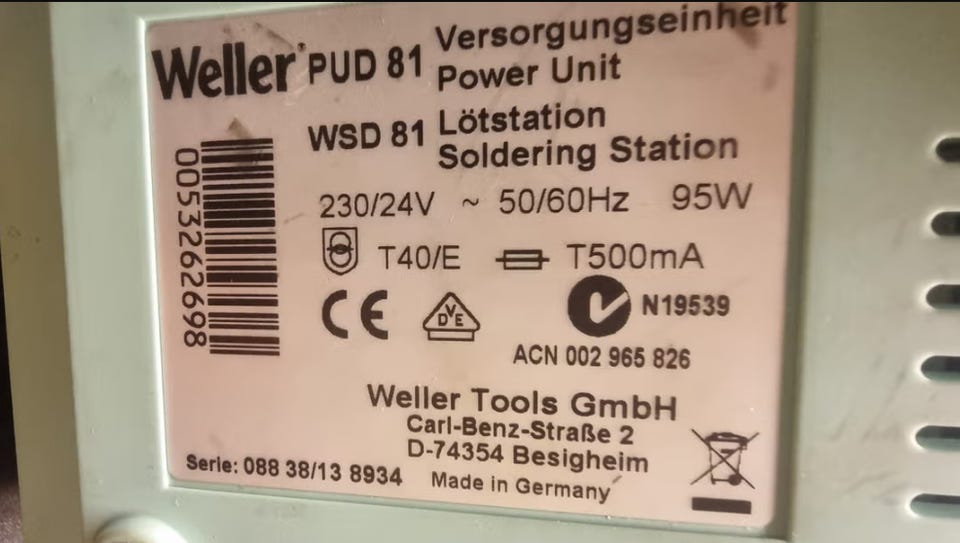 Weller PUD 81 Versorgungseinheit
Power Unit
WSD 81 Lötstation
Soldering Station
0053262698
230/24V ~ 50/60Hz 95W
T40/E T500mA
CE VDE N19539
ACN 002 965 826
Weller Tools GmbH
Carl-Benz-Straße 2
D-74354 Besigheim
Serie: 088 38/13 8934 Made in Germany